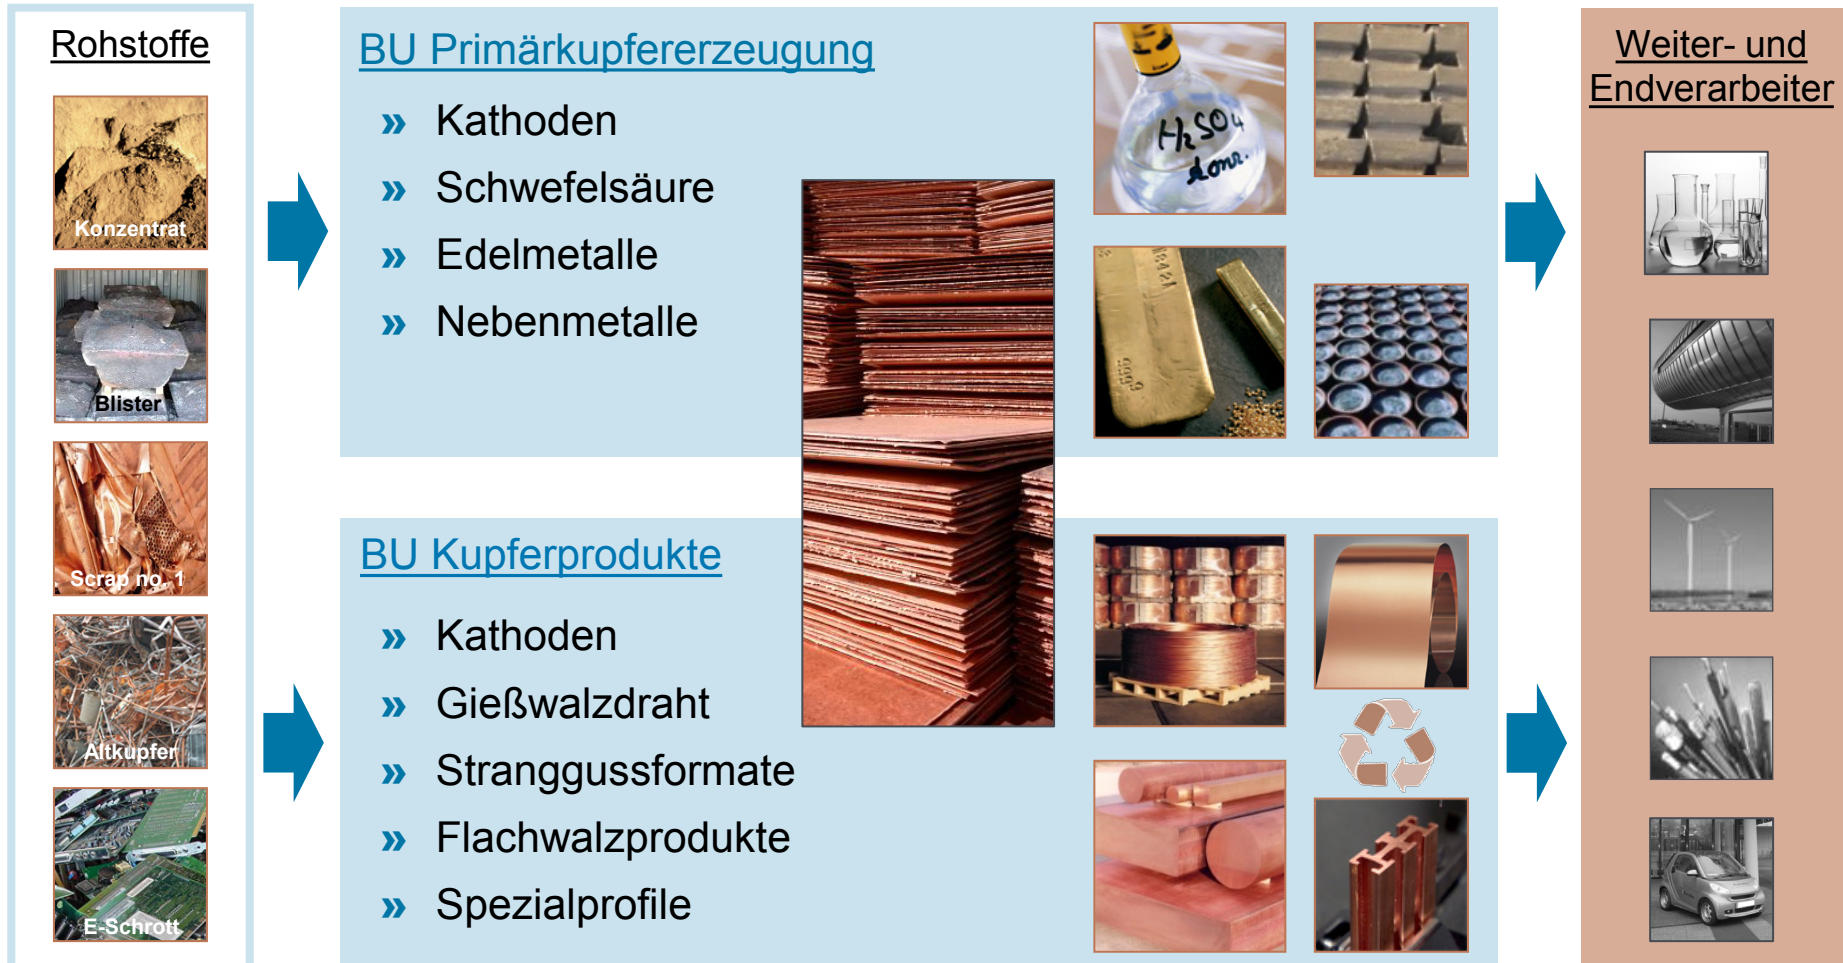 Rohstoffe
Konzentrat
Blister
Scrap no. 1
Altkupfer
E-Schrott
BU Primärkupfererzeugung
» Kathoden
» Schwefelsäure
» Edelmetalle
» Nebenmetalle
H₂SO₄
BU Kupferprodukte
» Kathoden
» Gießwalzdraht
» Stranggussformate
» Flachwalzprodukte
» Spezialprofile
Weiter- und
Endverarbeiter